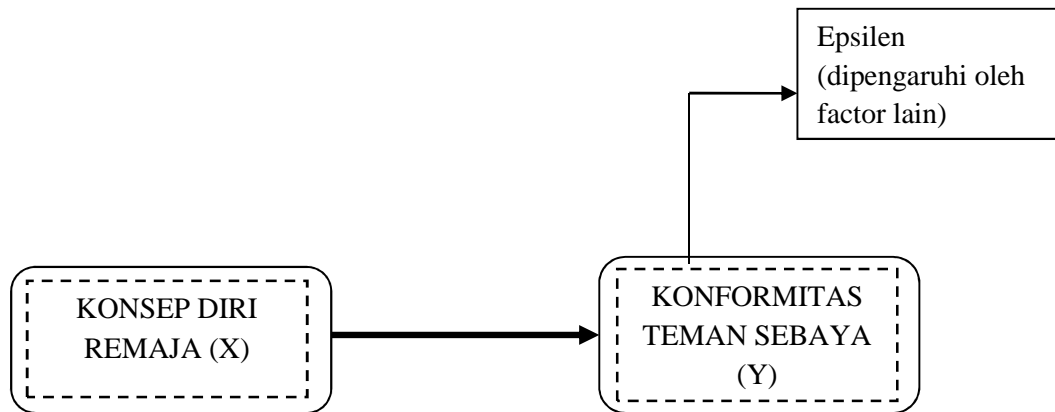 Epsilen
(dipengaruhi oleh
factor lain)
KONSEP DIRI
REMAJA (X)
KONFORMITAS
TEMAN SEBAYA
(Y)